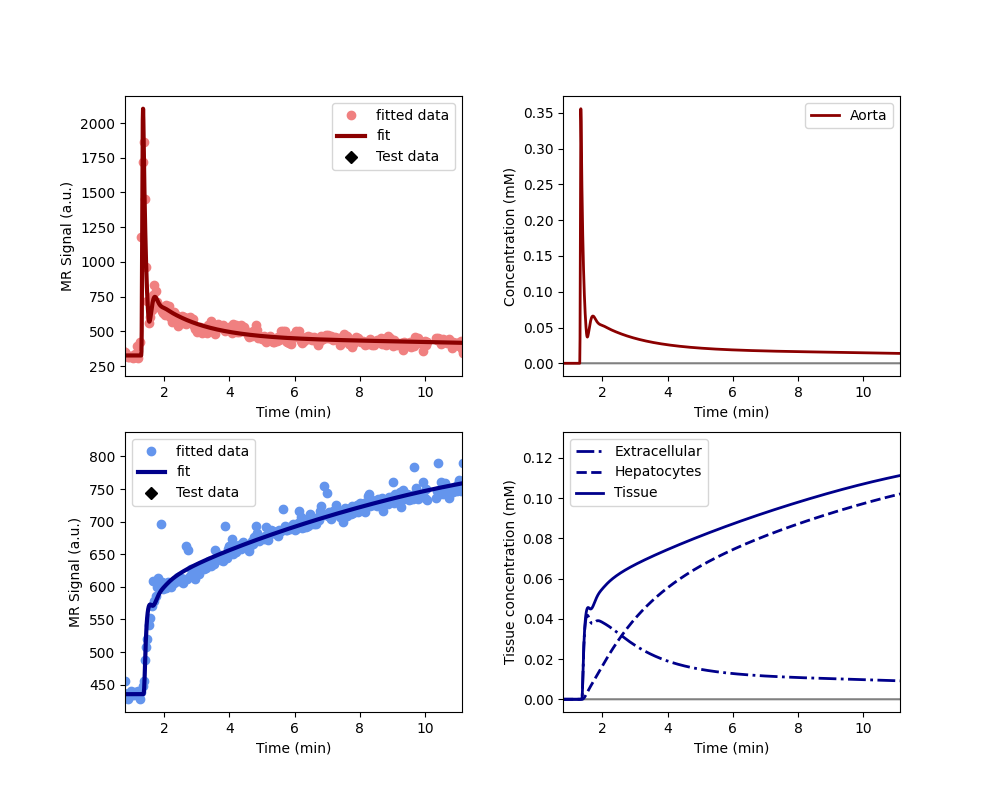 2000
1750
1500
1250
1000
750
500
250
MR Signal (a.u.)
fitted data
fit
Test data
2 4 6 8 10
Time (min)
0.35
0.30
0.25
0.20
0.15
0.10
0.05
0.00
Concentration (mM)
Aorta
2 4 6 8 10
Time (min)
800
750
700
650
600
550
500
450
MR Signal (a.u.)
fitted data
fit
Test data
2 4 6 8 10
Time (min)
0.12
0.10
0.08
0.06
0.04
0.02
0.00
Tissue concentration (mM)
Extracellular
Hepatocytes
Tissue
2 4 6 8 10
Time (min)